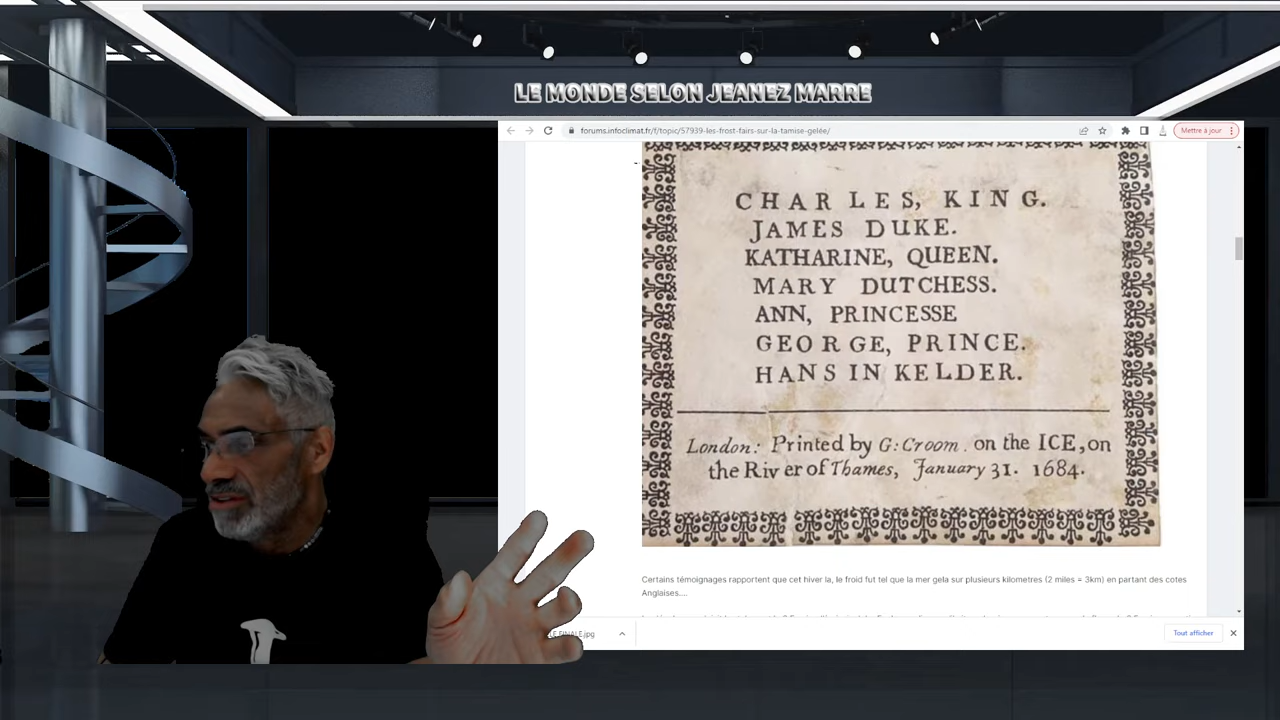 LE MONDE SELON JEANEZ MARRE
forums.infoclimat.fr/f/topic/57939-les-frost-fairs-sur-la-tamise-gelée/
Mettre à jour
CHARLES, KING.
JAMES DUKE.
KATHARINE, QUEEN.
MARY DUTCHESS.
ANN, PRINCESSE
GEORGE, PRINCE.
HANS IN KELDER.
London: Printed by G: Croom. on the ICE, on
the River of Thames, January 31. 1684.
Certains témoignages rapportent que cet hiver la, le froid fut tel que la mer gela sur plusieurs kilometres (2 miles = 3km) en partant des cotes
Anglaises....
LE FINALE.jpg
Tout afficher